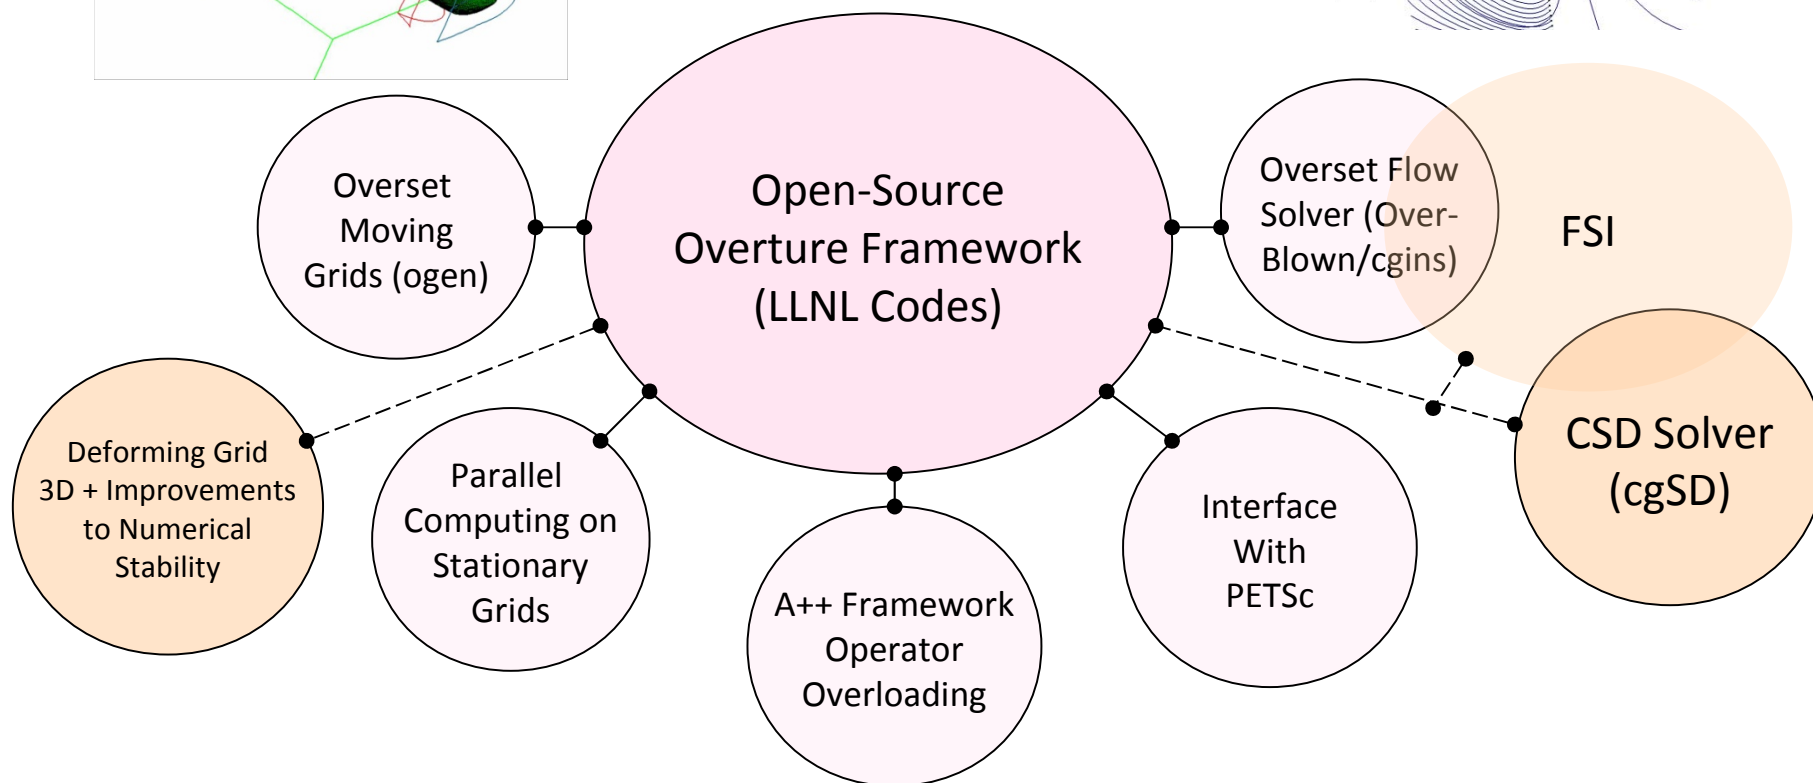 Open-Source
Overture Framework
(LLNL Codes)
Overset
Moving
Grids (ogen)
Overset Flow
Solver (Over-
Blown/cgins)
FSI
Deforming Grid
3D + Improvements
to Numerical
Stability
Parallel
Computing on
Stationary
Grids
A++ Framework
Operator
Overloading
Interface
With
PETSc
CSD Solver
(cgSD)